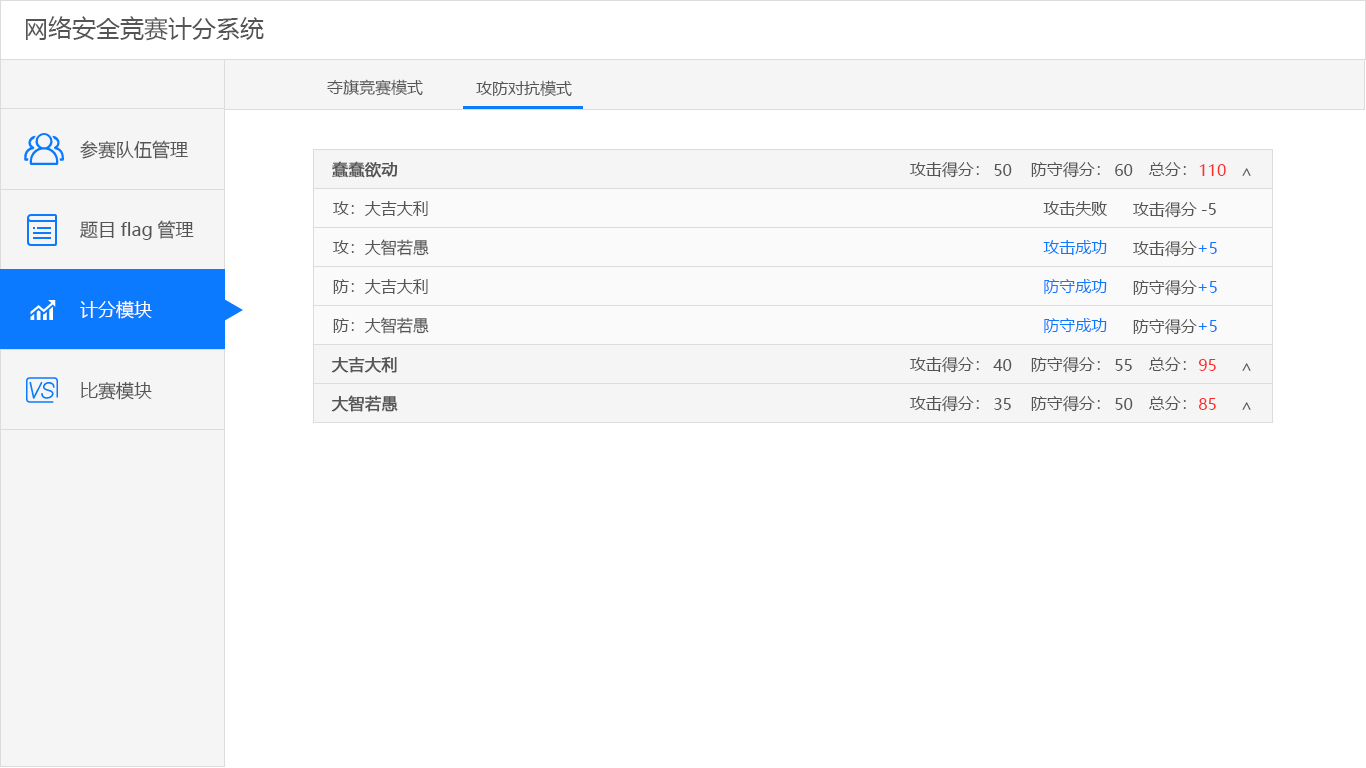 网络安全竞赛计分系统
夺旗竞赛模式 攻防对抗模式
参赛队伍管理
题目 flag 管理
计分模块
VS 比赛模块
蠢蠢欲动 攻击得分： 50 防守得分： 60 总分： 110 ^
攻：大吉大利 攻击失败 攻击得分 -5
攻：大智若愚 攻击成功 攻击得分+5
防：大吉大利 防守成功 防守得分+5
防：大智若愚 防守成功 防守得分+5
大吉大利 攻击得分： 40 防守得分： 55 总分： 95 ^
大智若愚 攻击得分： 35 防守得分： 50 总分： 85 ^